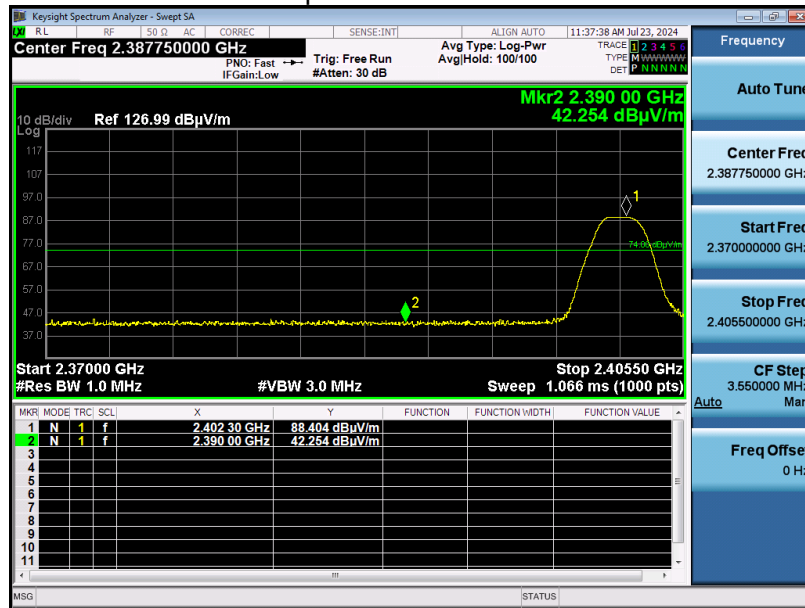 Keysight Spectrum Analyzer - Swept SA
LXI RL RF 50 Ω AC CORREC SENSE:INT ALIGN AUTO 11:37:38 AM Jul 23, 2024
Center Freq 2.387750000 GHz
PNO: Fast
IFGain:Low
Trig: Free Run
#Atten: 30 dB
Avg Type: Log-Pwr
Avg|Hold: 100/100
TRACE 1 2 3 4 5 6
TYPE M WWWWW
DET P N N N N N
Mkr2 2.390 00 GHz
42.254 dBµV/m
10 dB/div Ref 126.99 dBµV/m
Log
117
107
97.0
87.0
77.0
67.0
57.0
47.0
37.0
1
74.00 dBµV/m
2
Start 2.37000 GHz Stop 2.40550 GHz
#Res BW 1.0 MHz #VBW 3.0 MHz Sweep 1.066 ms (1000 pts)
MKR MODE TRC SCL X Y FUNCTION FUNCTION WIDTH FUNCTION VALUE
1 N 1 f 2.402 30 GHz 88.404 dBµV/m
2 N 1 f 2.390 00 GHz 42.254 dBµV/m
3
4
5
6
7
8
9
10
11
MSG STATUS
Frequency
Auto Tune
Center Freq
2.387750000 GHz
Start Freq
2.370000000 GHz
Stop Freq
2.405500000 GHz
CF Step
3.550000 MHz
Auto Man
Freq Offset
0 Hz